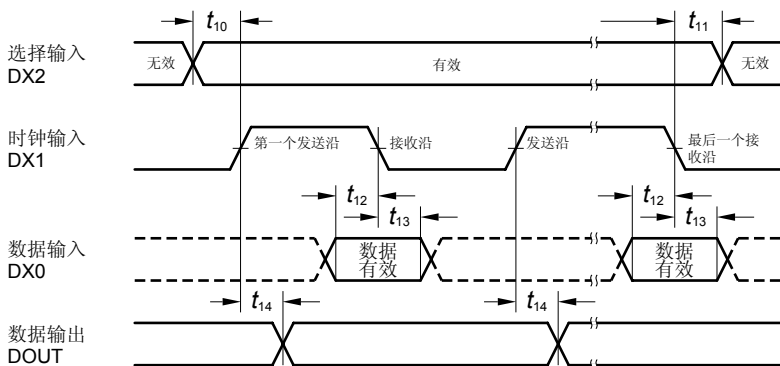 t10
t11
选择输入
DX2
无效
有效
无效
时钟输入
DX1
第一个发送沿
接收沿
发送沿
最后一个接
收沿
t12
t13
t12
t13
数据输入
DX0
数据
有效
数据
有效
t14
t14
数据输出
DOUT